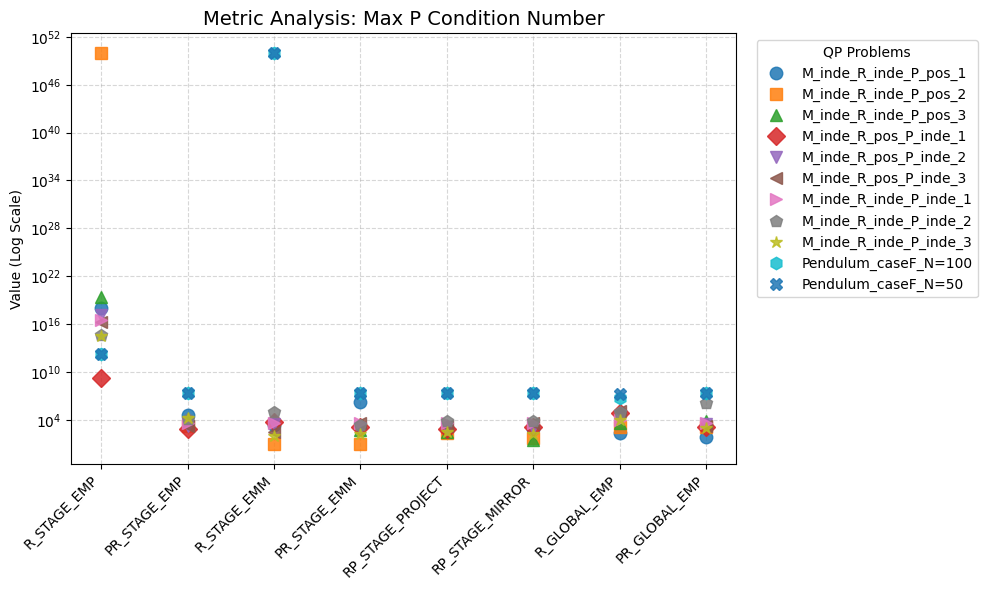 Metric Analysis: Max P Condition Number
Value (Log Scale)
10^52
10^46
10^40
10^34
10^28
10^22
10^16
10^10
10^4
R_STAGE_EMP
PR_STAGE_EMP
R_STAGE_EMM
PR_STAGE_EMM
RP_STAGE_PROJECT
RP_STAGE_MIRROR
R_GLOBAL_EMP
PR_GLOBAL_EMP
QP Problems
M_inde_R_inde_P_pos_1
M_inde_R_inde_P_pos_2
M_inde_R_inde_P_pos_3
M_inde_R_pos_P_inde_1
M_inde_R_pos_P_inde_2
M_inde_R_pos_P_inde_3
M_inde_R_inde_P_inde_1
M_inde_R_inde_P_inde_2
M_inde_R_inde_P_inde_3
Pendulum_caseF_N=100
Pendulum_caseF_N=50